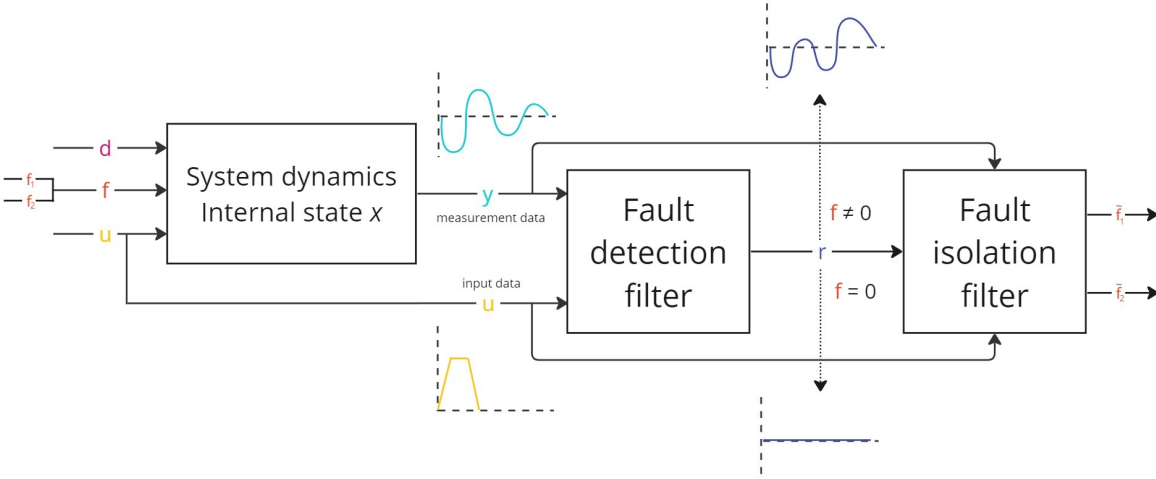 d
f₁
f
f₂
u
System dynamics
Internal state x
y
measurement data
input data
u
Fault
detection
filter
f ≠ 0
r
f = 0
Fault
isolation
filter
f̃₁
f̃₂